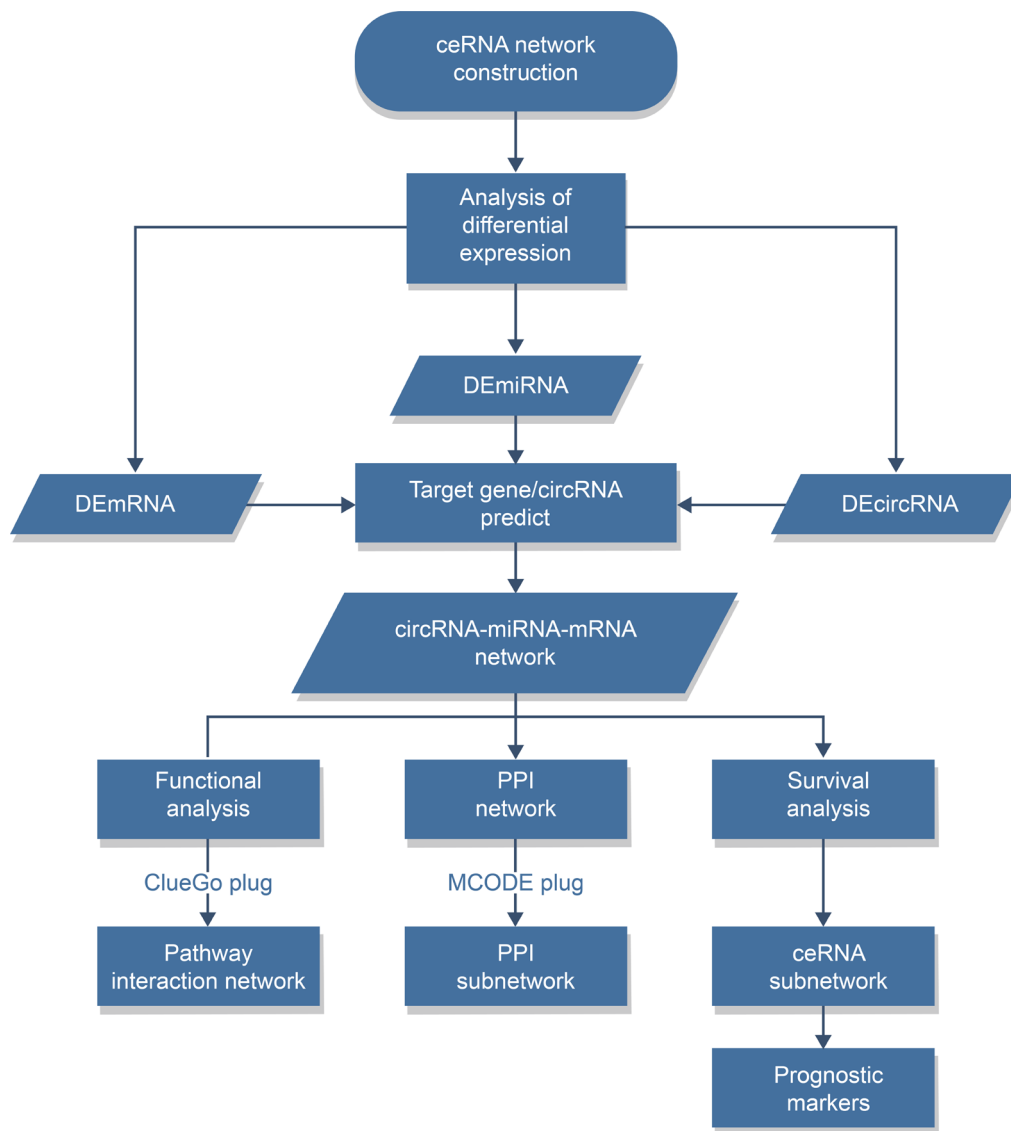 ceRNA network
construction
Analysis of
differential
expression
DEmiRNA
DEmRNA
Target gene/circRNA
predict
DEcircRNA
circRNA-miRNA-mRNA
network
Functional
analysis
PPI
network
Survival
analysis
ClueGo plug
MCODE plug
Pathway
interaction network
PPI
subnetwork
ceRNA
subnetwork
Prognostic
markers